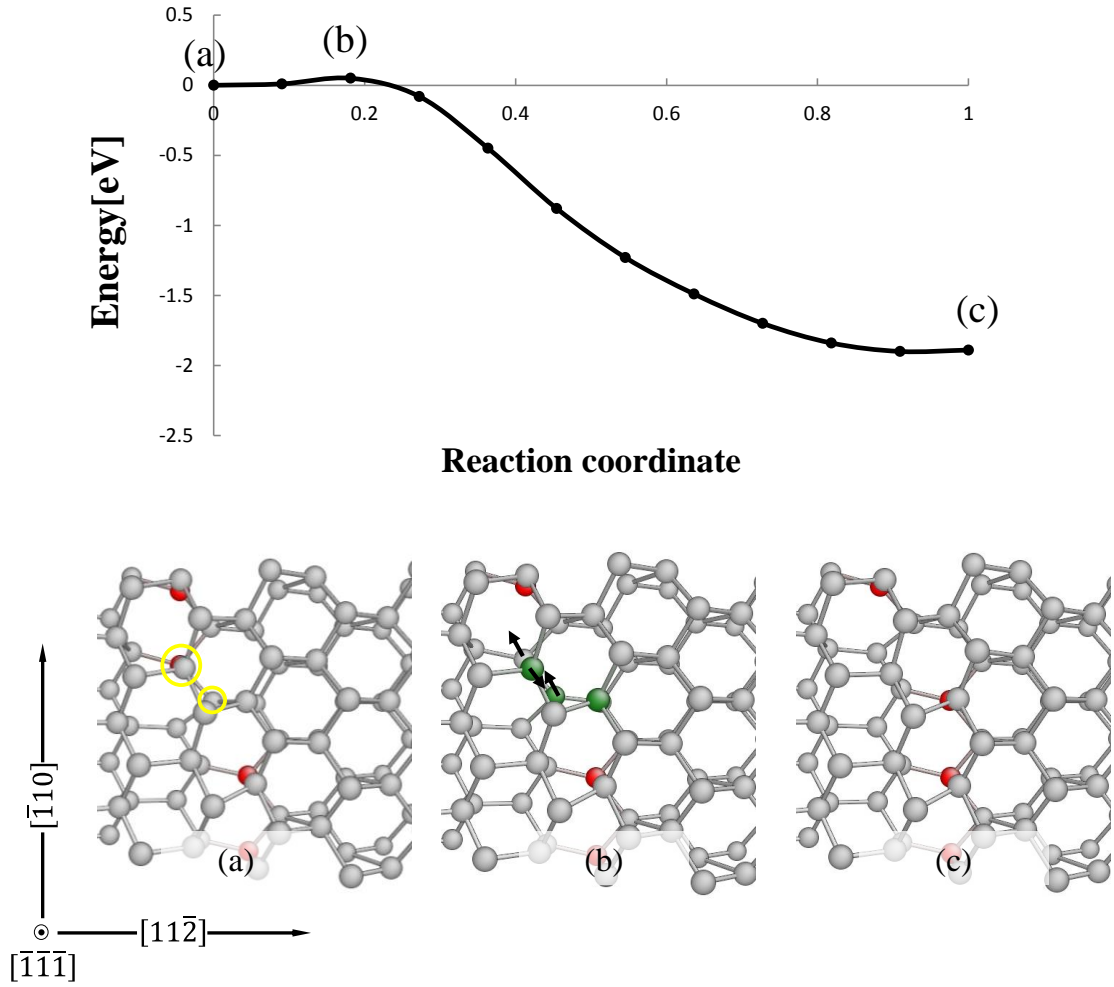 0.5
(a)
(b)
0
0 0.2 0.4 0.6 0.8 1
-0.5
-1
-1.5
(c)
-2
-2.5
Energy[eV]
Reaction coordinate
[1̅10]
(a) (b) (c)
[112̅]
[1̅1̅1̅]